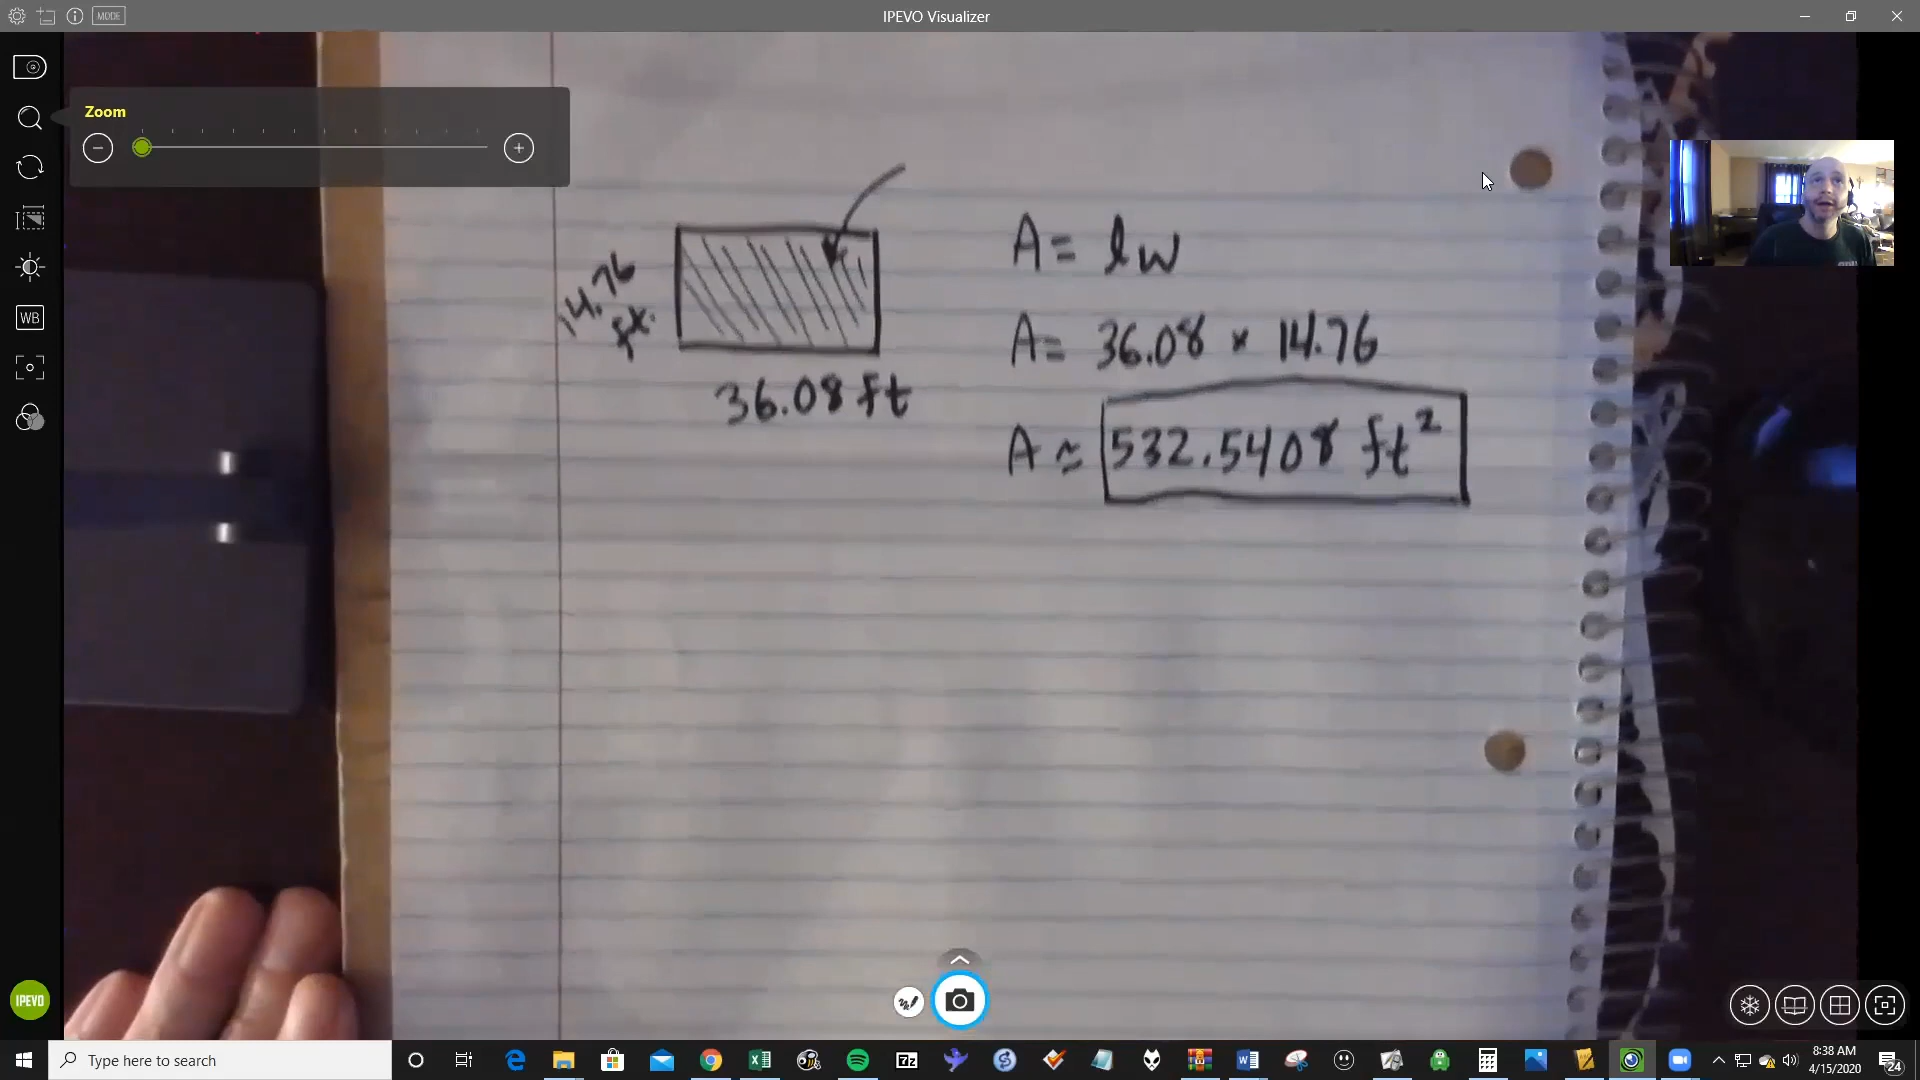 MODE
IPEVO Visualizer
Zoom
WB
14.76
ft.
36.08 ft
A = lw
A = 36.08 × 14.76
A ≈ 532.5408 ft²
IPEVO
Type here to search
7z
8:38 AM
4/15/2020
24